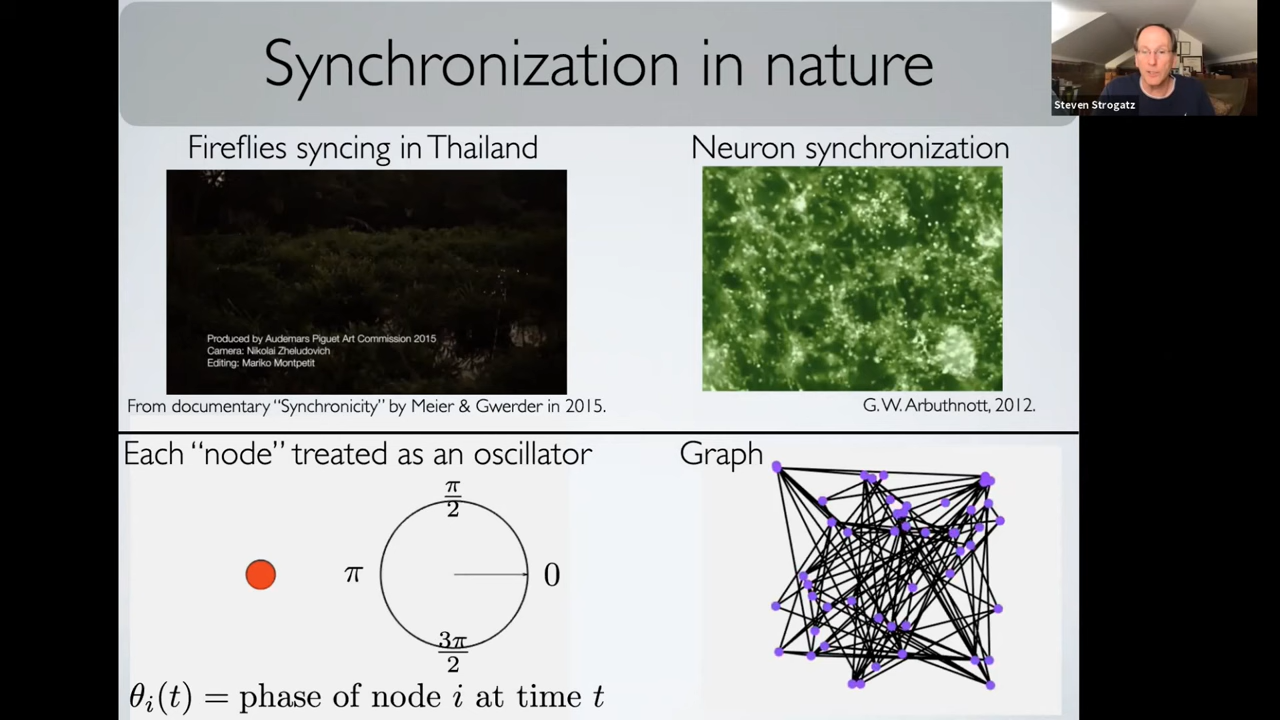 Synchronization in nature
Steven Strogatz
Fireflies syncing in Thailand
Neuron synchronization
Produced by Audemars Piguet Art Commission 2015
Camera: Nikolai Zheludovich
Editing: Mariko Montpetit
From documentary “Synchronicity” by Meier & Gwerder in 2015.
G. W. Arbuthnott, 2012.
Each “node” treated as an oscillator
Graph
π/2
π
0
3π/2
θᵢ(t) = phase of node i at time t